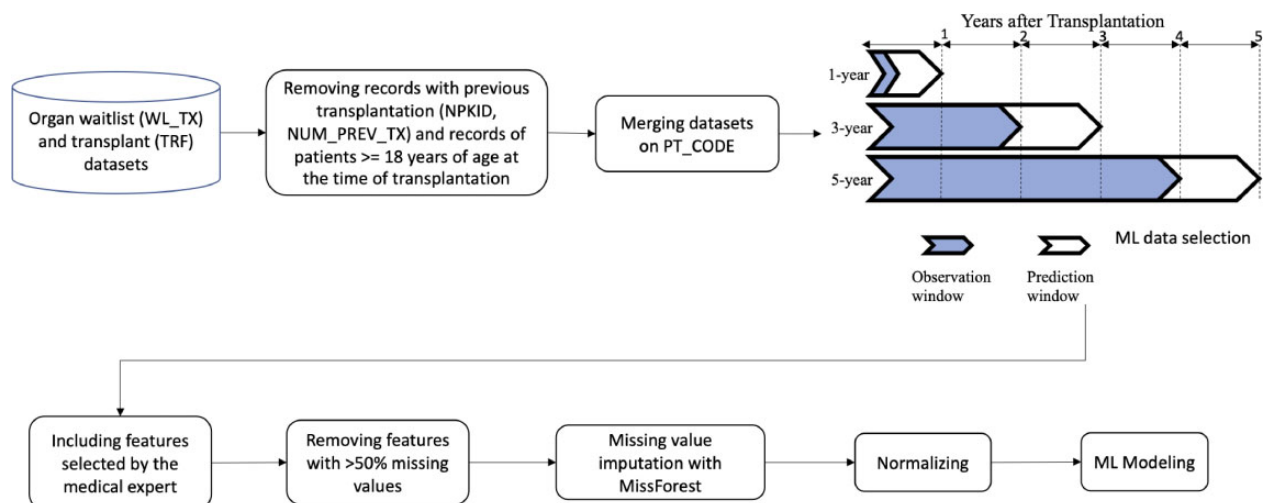 Organ waitlist (WL_TX)
and transplant (TRF)
datasets
Removing records with previous
transplantation (NPKID,
NUM_PREV_TX) and records of
patients >= 18 years of age at
the time of transplantation
Merging datasets
on PT_CODE
Years after Transplantation
1 2 3 4 5
1-year
3-year
5-year
ML data selection
Observation
window
Prediction
window
Including features
selected by the
medical expert
Removing features
with >50% missing
values
Missing value
imputation with
MissForest
Normalizing
ML Modeling